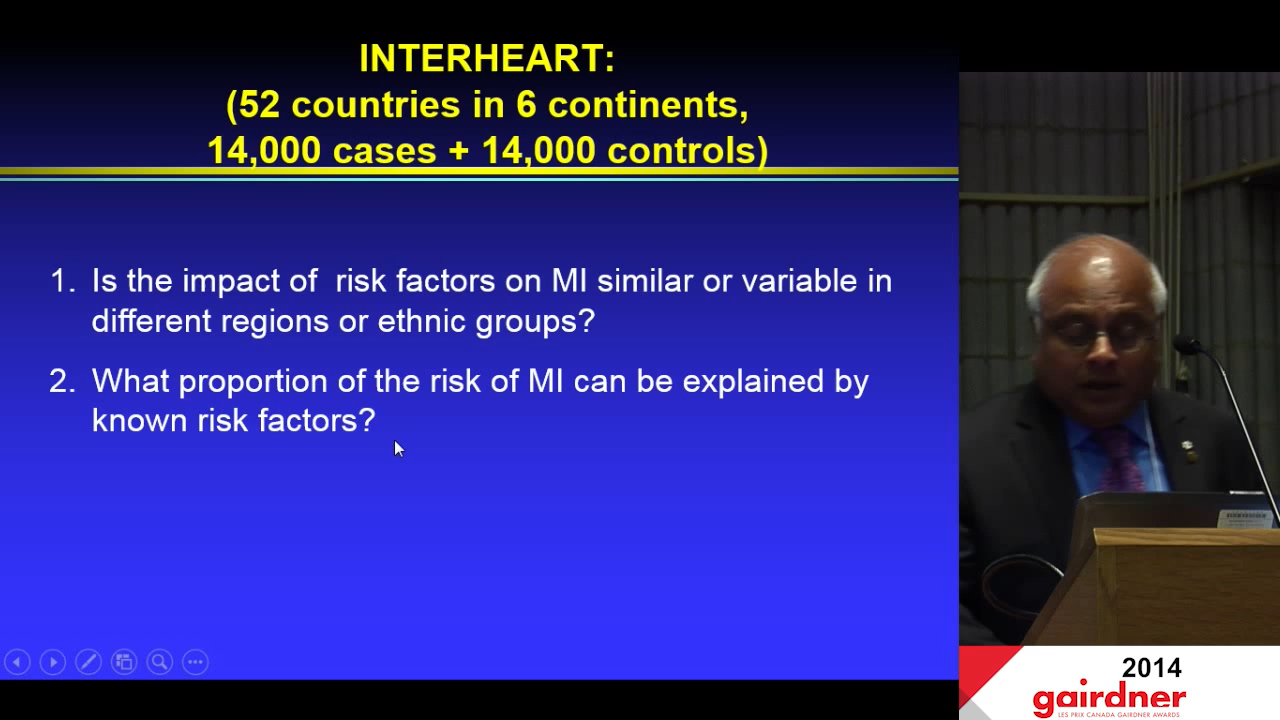 INTERHEART:
(52 countries in 6 continents,
14,000 cases + 14,000 controls)
1. Is the impact of risk factors on MI similar or variable in
different regions or ethnic groups?
2. What proportion of the risk of MI can be explained by
known risk factors?
2014
gairdner
LES PRIX CANADA GAIRDNER AWARDS